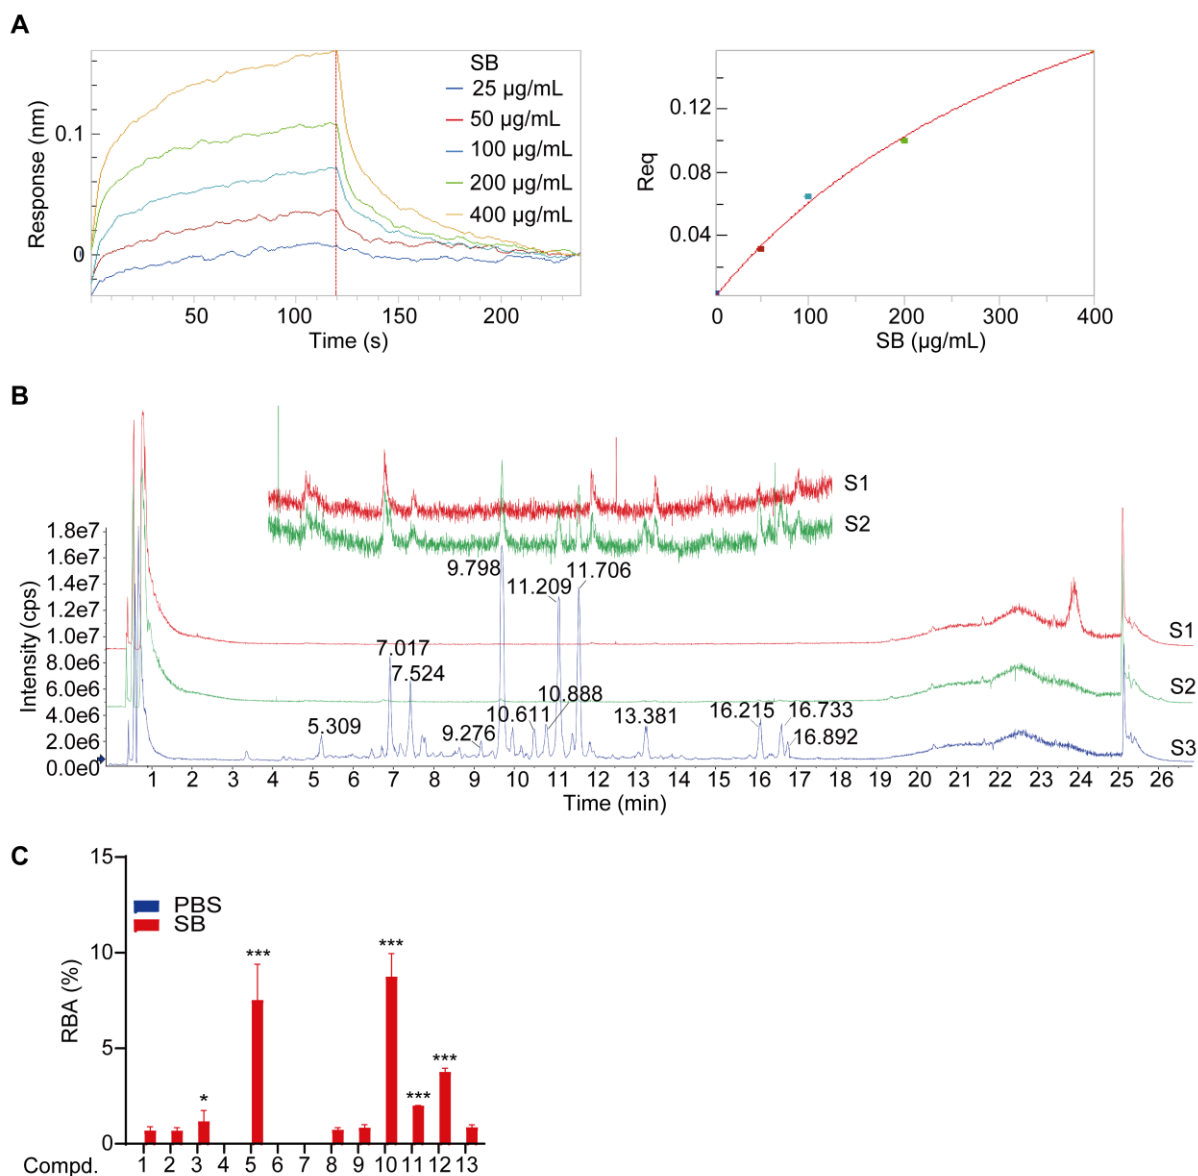 A
SB
25 µg/mL
50 µg/mL
100 µg/mL
200 µg/mL
400 µg/mL
Response (nm)
0.1
0
50
100
150
200
Time (s)
Req
0.12
0.08
0.04
0
100
200
300
400
SB (µg/mL)
B
S1
S2
Intensity (cps)
1.8e7
1.6e7
1.4e7
1.2e7
1.0e7
8.0e6
6.0e6
4.0e6
2.0e6
0.0e0
9.798
11.209
11.706
7.017
7.524
5.309
9.276
10.611
10.888
13.381
16.215
16.733
16.892
S1
S2
S3
1 2 3 4 5 6 7 8 9 10 11 12 13 14 15 16 17 18 19 20 21 22 23 24 25 26
Time (min)
C
PBS
SB
RBA (%)
15
10
5
0
*
***
***
***
***
Compd. 1 2 3 4 5 6 7 8 9 10 11 12 13